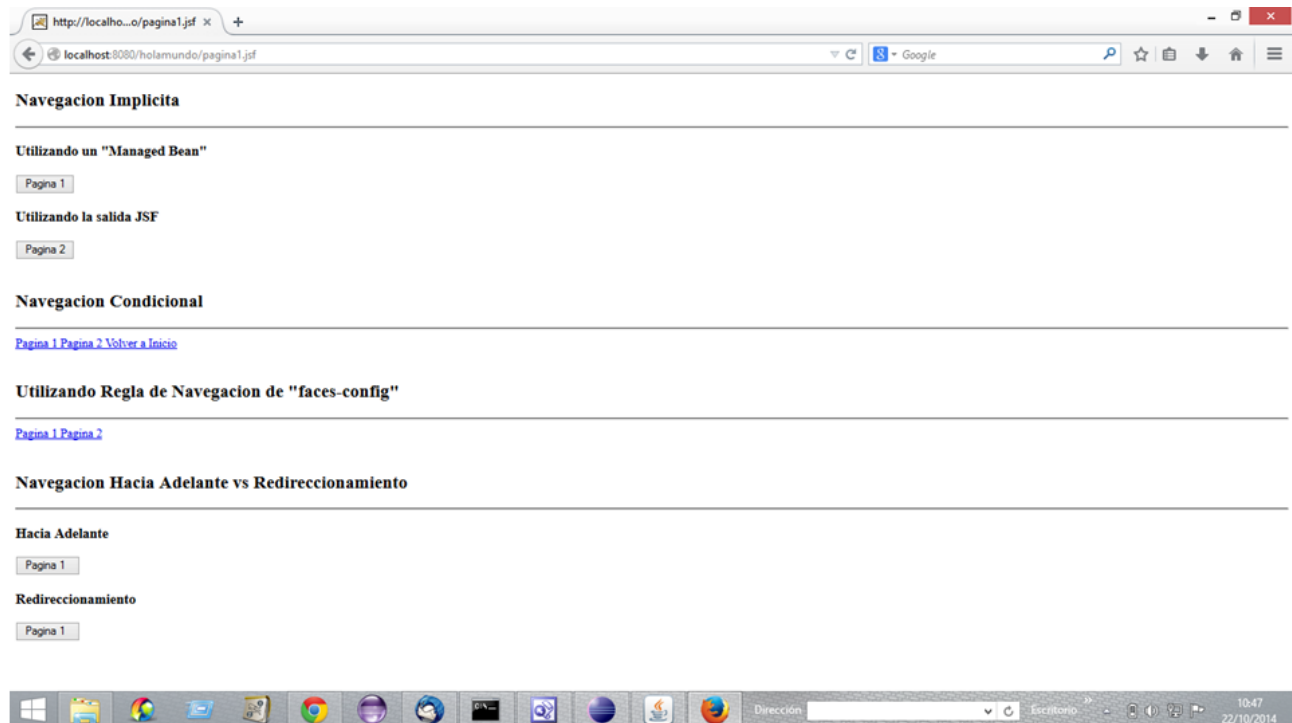 http://localho...o/pagina1.jsf
localhost:8080/holamundo/pagina1.jsf
Google
Navegacion Implicita
Utilizando un "Managed Bean"
Pagina 1
Utilizando la salida JSF
Pagina 2
Navegacion Condicional
Pagina 1 Pagina 2 Volver a Inicio
Utilizando Regla de Navegacion de "faces-config"
Pagina 1 Pagina 2
Navegacion Hacia Adelante vs Redireccionamiento
Hacia Adelante
Pagina 1
Redireccionamiento
Pagina 1
Dirección
Escritorio
10:47
22/10/2014